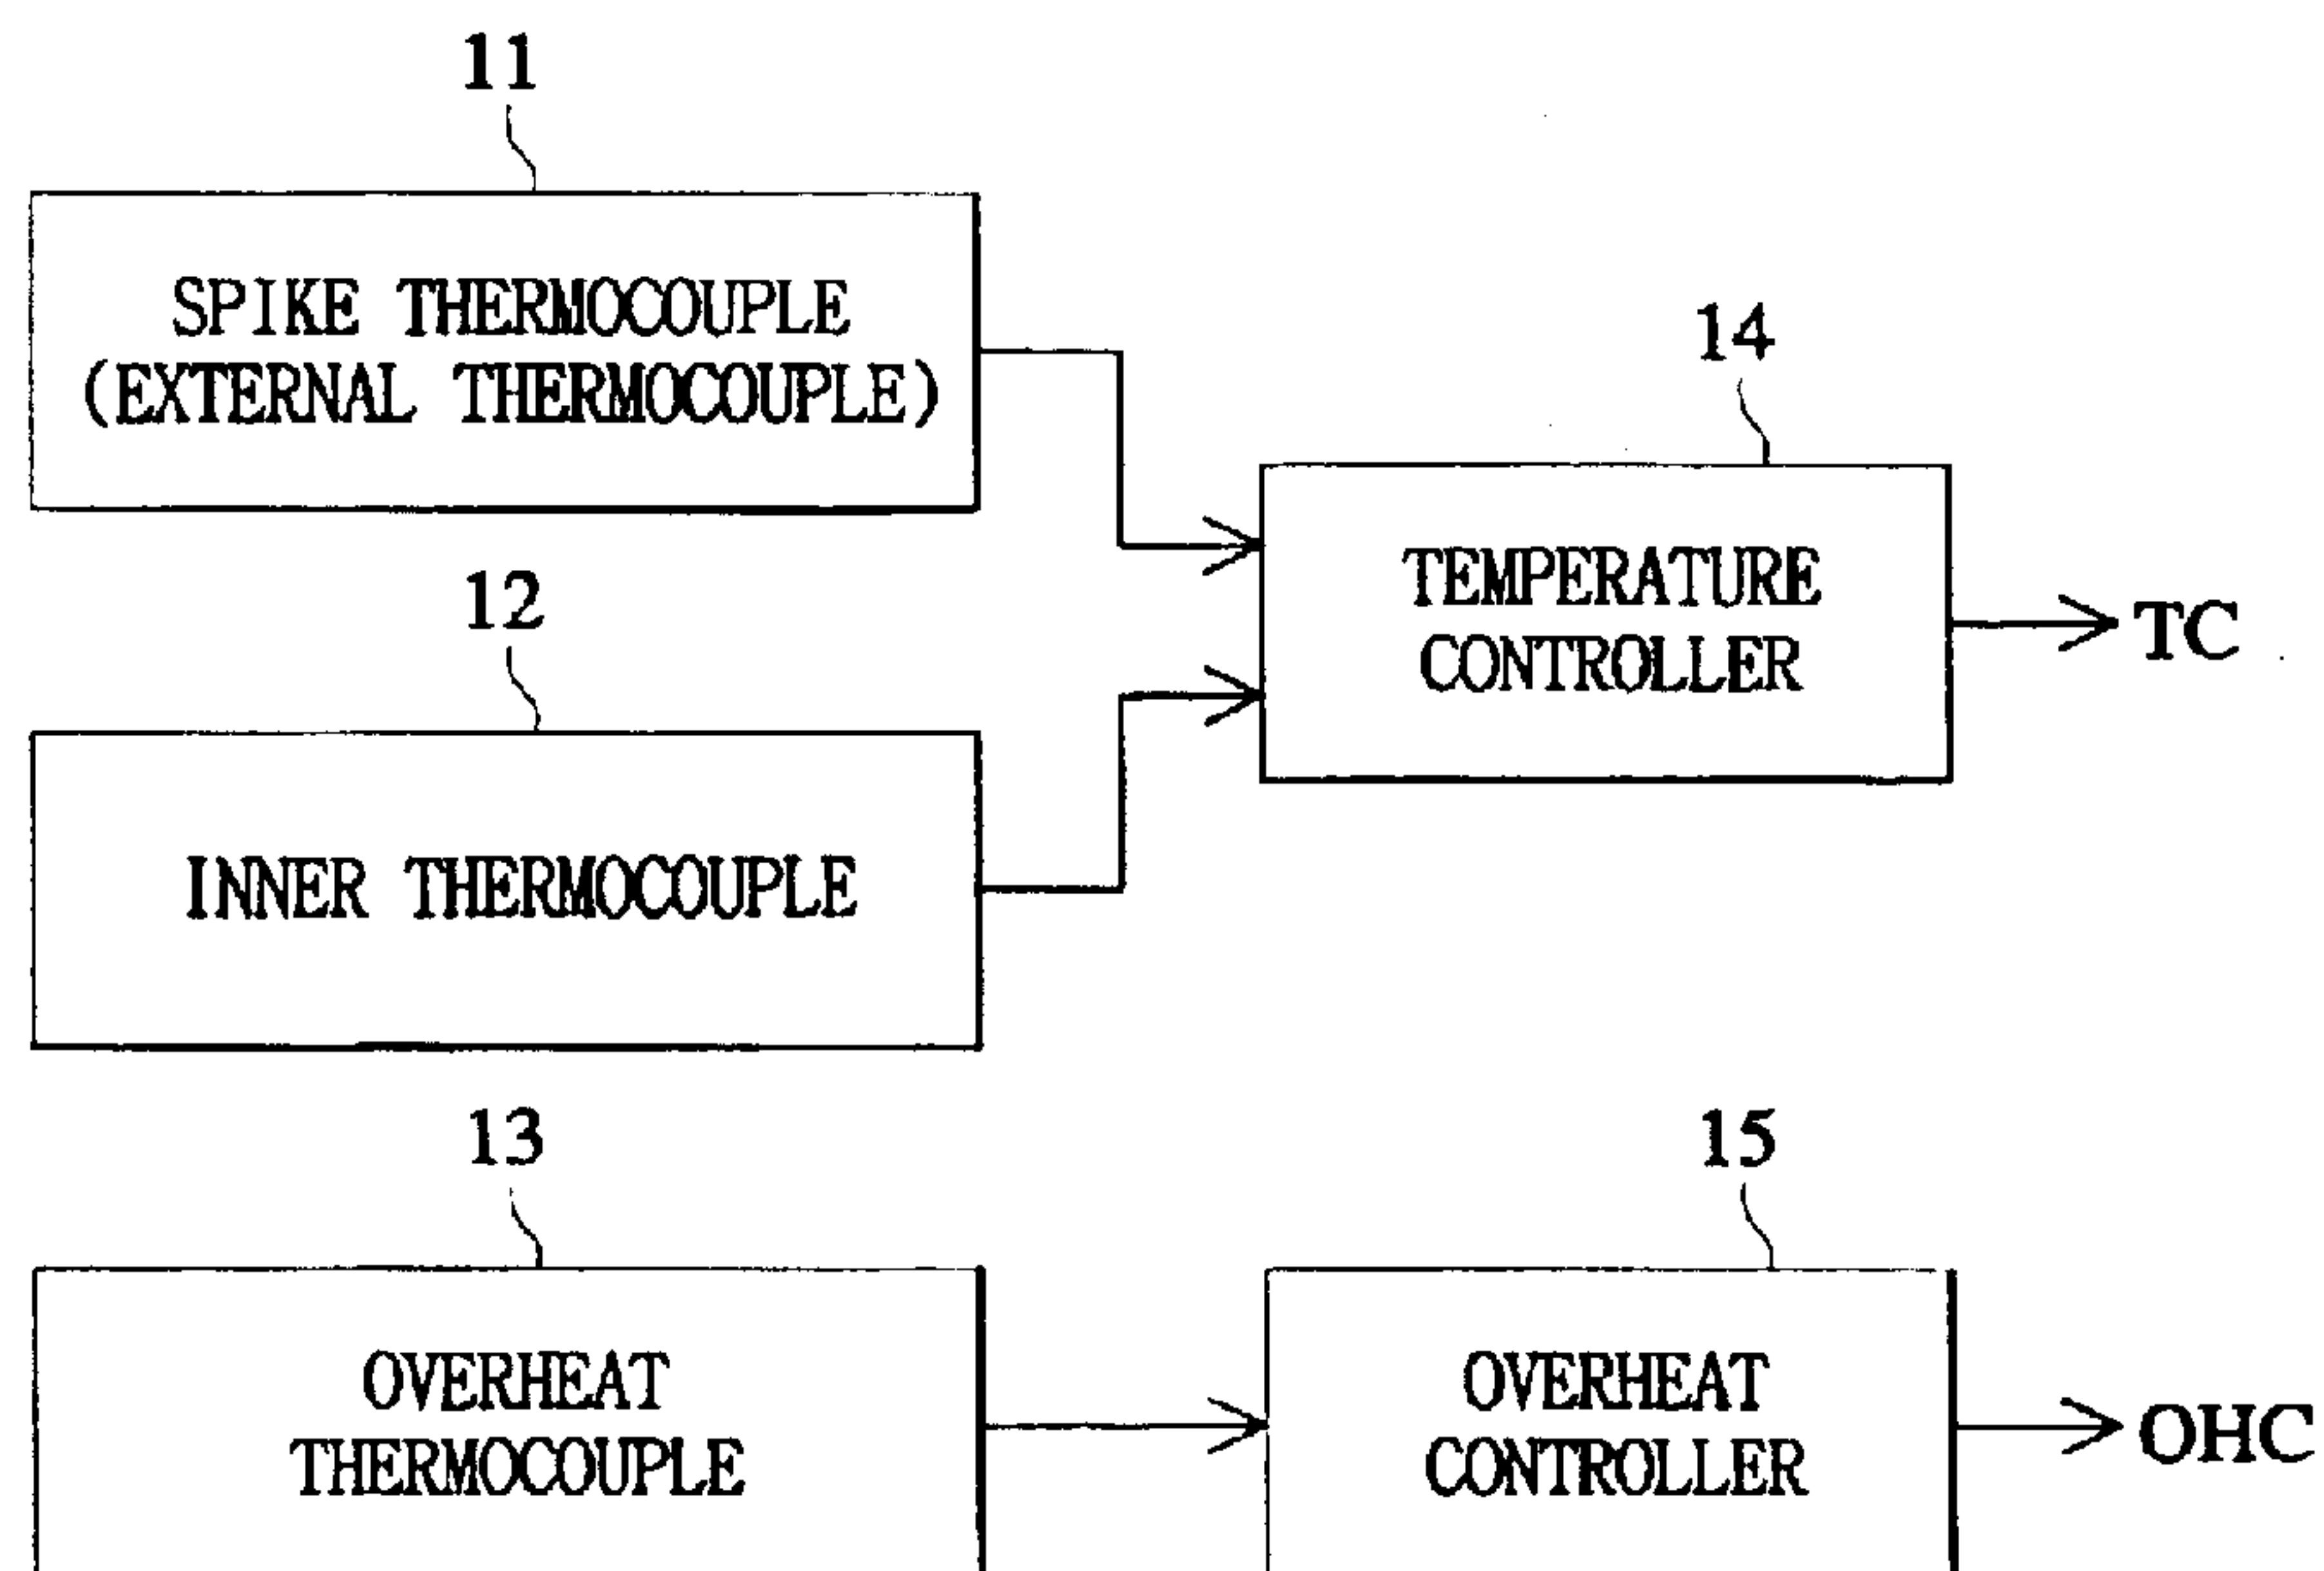 11
SPIKE THERMOCOUPLE
(EXTERNAL THERMOCOUPLE)
12
INNER THERMOCOUPLE
14
TEMPERATURE
CONTROLLER
TC
13
OVERHEAT
THERMOCOUPLE
15
OVERHEAT
CONTROLLER
OHC